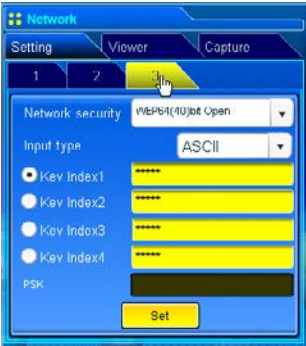 Network
Setting Viewer Capture
1 2 3
Network security WEP64(40)bit Open
Input type ASCII
Key Index1 *****
Key Index2 *****
Key Index3 *****
Key Index4 *****
PSK
Set